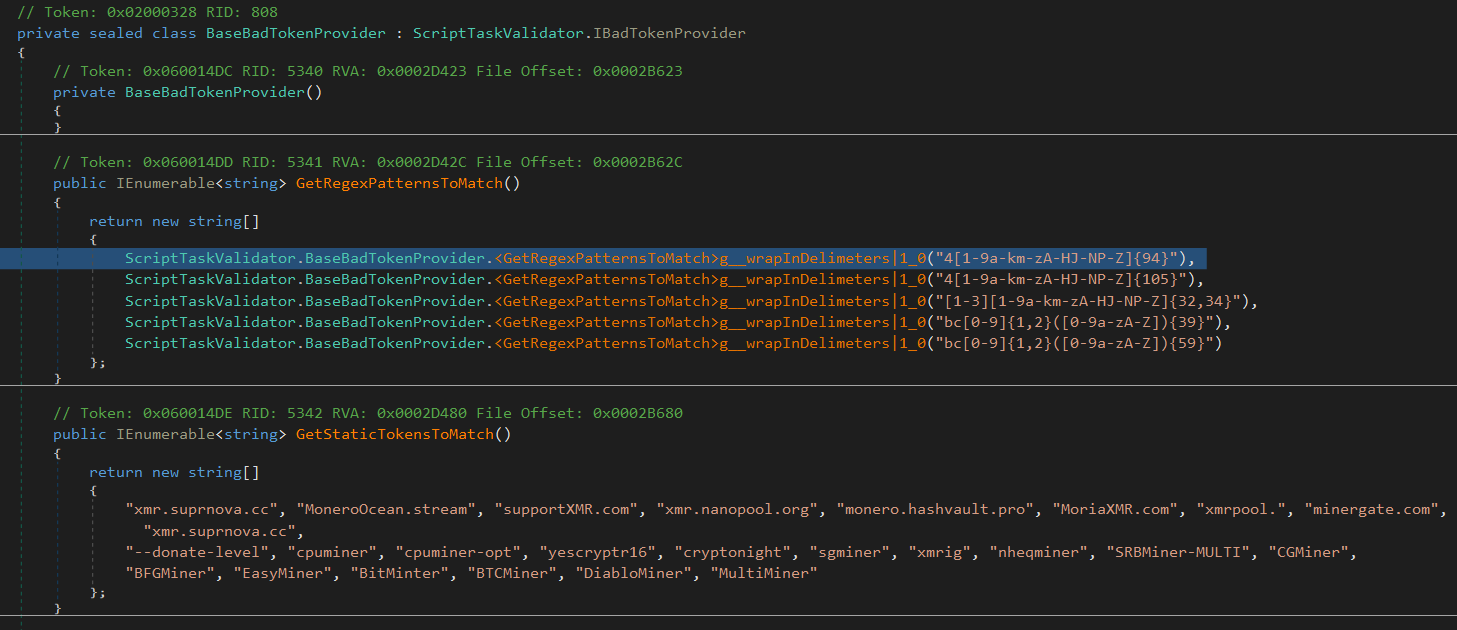 // Token: 0x02000328 RID: 808
private sealed class BaseBadTokenProvider : ScriptTaskValidator.IBadTokenProvider
{
// Token: 0x060014DC RID: 5340 RVA: 0x0002D423 File Offset: 0x0002B623
private BaseBadTokenProvider()
{
}
// Token: 0x060014DD RID: 5341 RVA: 0x0002D42C File Offset: 0x0002B62C
public IEnumerable<string> GetRegexPatternsToMatch()
{
return new string[]
{
ScriptTaskValidator.BaseBadTokenProvider.<GetRegexPatternsToMatch>g__wrapInDelimeters|1_0("4[1-9a-km-zA-HJ-NP-Z]{94}"),
ScriptTaskValidator.BaseBadTokenProvider.<GetRegexPatternsToMatch>g__wrapInDelimeters|1_0("4[1-9a-km-zA-HJ-NP-Z]{105}"),
ScriptTaskValidator.BaseBadTokenProvider.<GetRegexPatternsToMatch>g__wrapInDelimeters|1_0("[1-3][1-9a-km-zA-HJ-NP-Z]{32,34}"),
ScriptTaskValidator.BaseBadTokenProvider.<GetRegexPatternsToMatch>g__wrapInDelimeters|1_0("bc[0-9]{1,2}([0-9a-zA-Z]){39}"),
ScriptTaskValidator.BaseBadTokenProvider.<GetRegexPatternsToMatch>g__wrapInDelimeters|1_0("bc[0-9]{1,2}([0-9a-zA-Z]){59}")
};
}
// Token: 0x060014DE RID: 5342 RVA: 0x0002D480 File Offset: 0x0002B680
public IEnumerable<string> GetStaticTokensToMatch()
{
return new string[]
{
"xmr.suprnova.cc", "MoneroOcean.stream", "supportXMR.com", "xmr.nanopool.org", "monero.hashvault.pro", "MoriaXMR.com", "xmrpool.", "minergate.com",
"xmr.suprnova.cc",
"--donate-level", "cpuminer", "cpuminer-opt", "yescryptr16", "cryptonight", "sgminer", "xmrig", "nheqminer", "SRBMiner-MULTI", "CGMiner",
"BFGMiner", "EasyMiner", "BitMinter", "BTCMiner", "DiabloMiner", "MultiMiner"
};
}